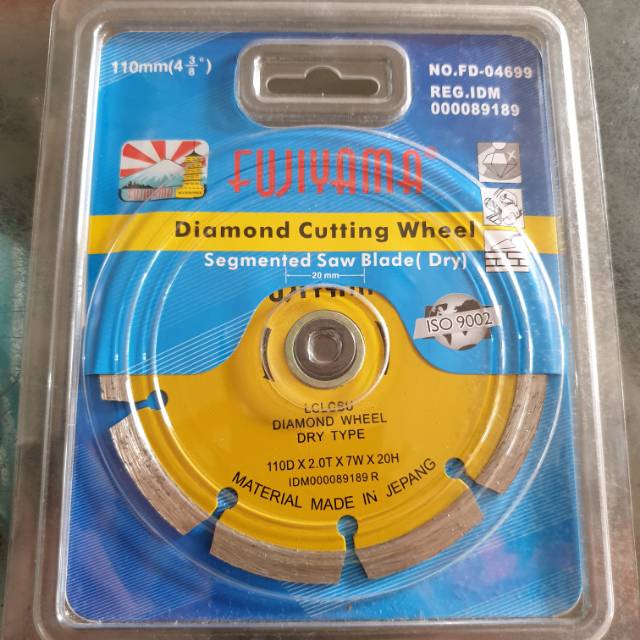 110mm(4 3/8")
NO.FD-04699
REG.IDM
000089189
FUJIYAMA®
Diamond Cutting Wheel
Segmented Saw Blade( Dry)
20 mm
ISO 9002
DIAMOND WHEEL
DRY TYPE
110D X 2.0T X 7W X 20H
IDM000089189 R
MATERIAL MADE IN JEPANG